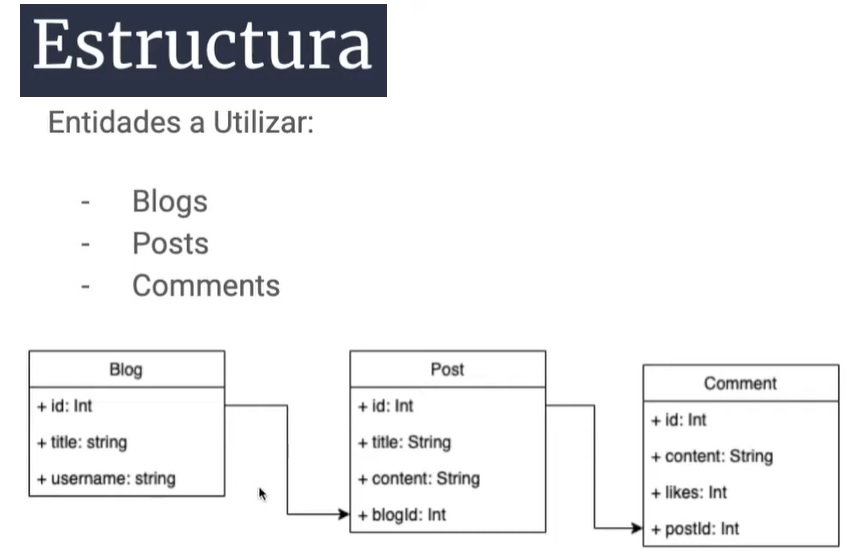 Estructura
Entidades a Utilizar:
- Blogs
- Posts
- Comments
Blog
+ id: Int
+ title: string
+ username: string
Post
+ id: Int
+ title: String
+ content: String
+ blogId: Int
Comment
+ id: Int
+ content: String
+ likes: Int
+ postId: Int